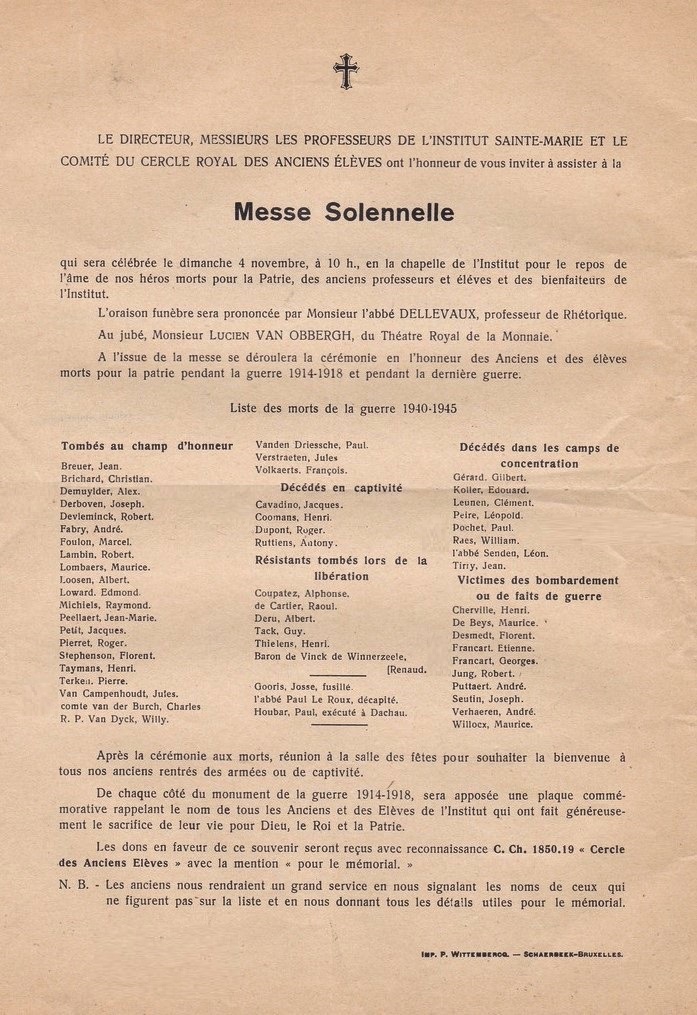 LE DIRECTEUR, MESSIEURS LES PROFESSEURS DE L'INSTITUT SAINTE-MARIE ET LE
COMITÉ DU CERCLE ROYAL DES ANCIENS ÉLÈVES ont l'honneur de vous inviter à assister à la
Messe Solennelle
qui sera célébrée le dimanche 4 novembre, à 10 h., en la chapelle de l'Institut pour le repos de
l'âme de nos héros morts pour la Patrie, des anciens professeurs et éléves et des bienfaiteurs de
l'Institut.
L'oraison funèbre sera prononcée par Monsieur l'abbé DELLEVAUX, professeur de Rhétorique.
Au jubé, Monsieur LUCIEN VAN OBBERGH, du Théatre Royal de la Monnaie.
A l'issue de la messe se déroulera la cérémonie en l'honneur des Anciens et des élèves
morts pour la patrie pendant la guerre 1914-1918 et pendant la dernière guerre.
Liste des morts de la guerre 1940-1945
Tombés au champ d'honneur
Breuer, Jean.
Brichard, Christian.
Demuylder, Alex.
Derboven, Joseph.
Devleminck, Robert.
Fabry, André.
Foulon, Marcel.
Lambin, Robert.
Lombaers, Maurice.
Loosen, Albert.
Loward. Edmond.
Michiels, Raymond.
Peellaert, Jean-Marie.
Petit, Jacques.
Pierret, Roger.
Stephenson, Florent.
Taymans, Henri.
Terken, Pierre.
Van Campenhoudt, Jules.
comte van der Burch, Charles
R. P. Van Dyck, Willy.
Vanden Driessche, Paul.
Verstraeten, Jules
Volkaerts. François.
Décédés en captivité
Cavadino, Jacques.
Coomans, Henri.
Dupont, Roger.
Ruttiens, Antony.
Résistants tombés lors de la
libération
Coupatez, Alphonse.
de Cartier, Raoul.
Deru, Albert.
Tack, Guy.
Thielens, Henri.
Baron de Vinck de Winnerzeele,
[Renaud.
Gooris, Josse, fusillé.
l'abbé Paul Le Roux, décapité.
Houbar, Paul, exécuté à Dachau.
Décédés dans les camps de
concentration
Gérard. Gilbert.
Koller, Edouard.
Leunen, Clément.
Peire, Léopold.
Pochet, Paul.
Raes, William.
l'abbé Senden, Léon.
Tiriy, Jean.
Victimes des bombardement
ou de faits de guerre
Cherville, Henri.
De Beys, Maurice.
Desmedt, Florent.
Francart. Etienne.
Francart, Georges.
Jung, Robert.
Puttaert. André.
Seutin, Joseph.
Verhaeren, André.
Willocx, Maurice.
Après la cérémonie aux morts, réunion à la salle des fêtes pour souhaiter la bienvenue à
tous nos anciens rentrés des armées ou de captivité.
De chaque côté du monument de la guerre 1914-1918, sera apposée une plaque commé-
morative rappelant le nom de tous les Anciens et des Elèves de l'Institut qui ont fait généreuse-
ment le sacrifice de leur vie pour Dieu, le Roi et la Patrie.
Les dons en faveur de ce souvenir seront reçus avec reconnaissance C. Ch. 1850.19 « Cercle
des Anciens Elèves » avec la mention « pour le mémorial. »
N. B. - Les anciens nous rendraient un grand service en nous signalant les noms de ceux qui
ne figurent pas sur la liste et en nous donnant tous les détails utiles pour le mémorial.
IMP. P. WITTEMBERCQ. — SCHAERBEEK-BRUXELLES.